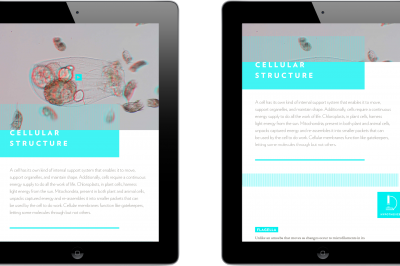 CELLULAR
STRUCTURE
A cell has its own kind of internal support system that enables it to move,
support organelles, and maintain shape. Additionally, cells require a continuous
energy supply to do all the work of life. Chloroplasts, in plant cells, harvest
light energy from the sun. Mitochondria, present in both plant and animal cells,
separate captured energy or re-assembles it into smaller packets that can
be used by the cell to do work. Cellular membranes function like gatekeepers,
letting some molecules through but not others.
CELLULAR
STRUCTURE
A cell has its own kind of internal support system that enables it to move,
support organelles, and maintain shape. Additionally, cells require a continuous
energy supply to do all the work of life. Chloroplasts, in plant cells, harvest
light energy from the sun. Mitochondria, present in both plant and animal cells,
separate captured energy or re-assembles it into smaller packets that can
be used by the cell to do work. Cellular membranes function like gatekeepers,
letting some molecules through but not others.